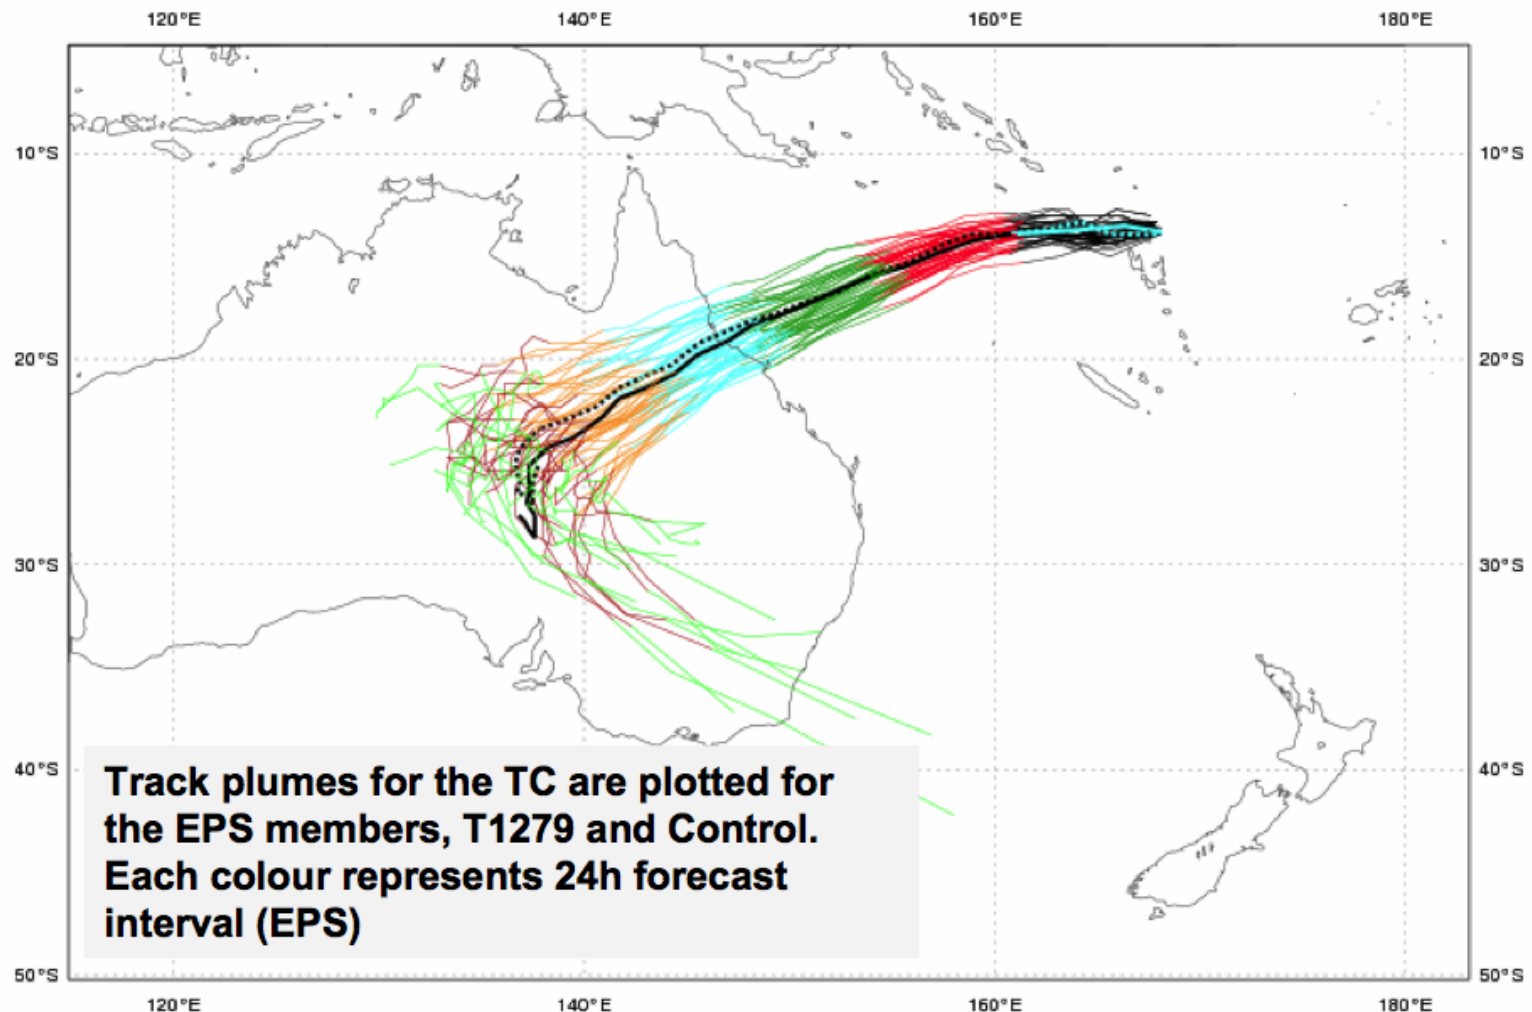 120°E 140°E 160°E 180°E
10°S 10°S
20°S 20°S
30°S 30°S
40°S 40°S
Track plumes for the TC are plotted for
the EPS members, T1279 and Control.
Each colour represents 24h forecast
interval (EPS)
50°S 50°S
120°E 140°E 160°E 180°E